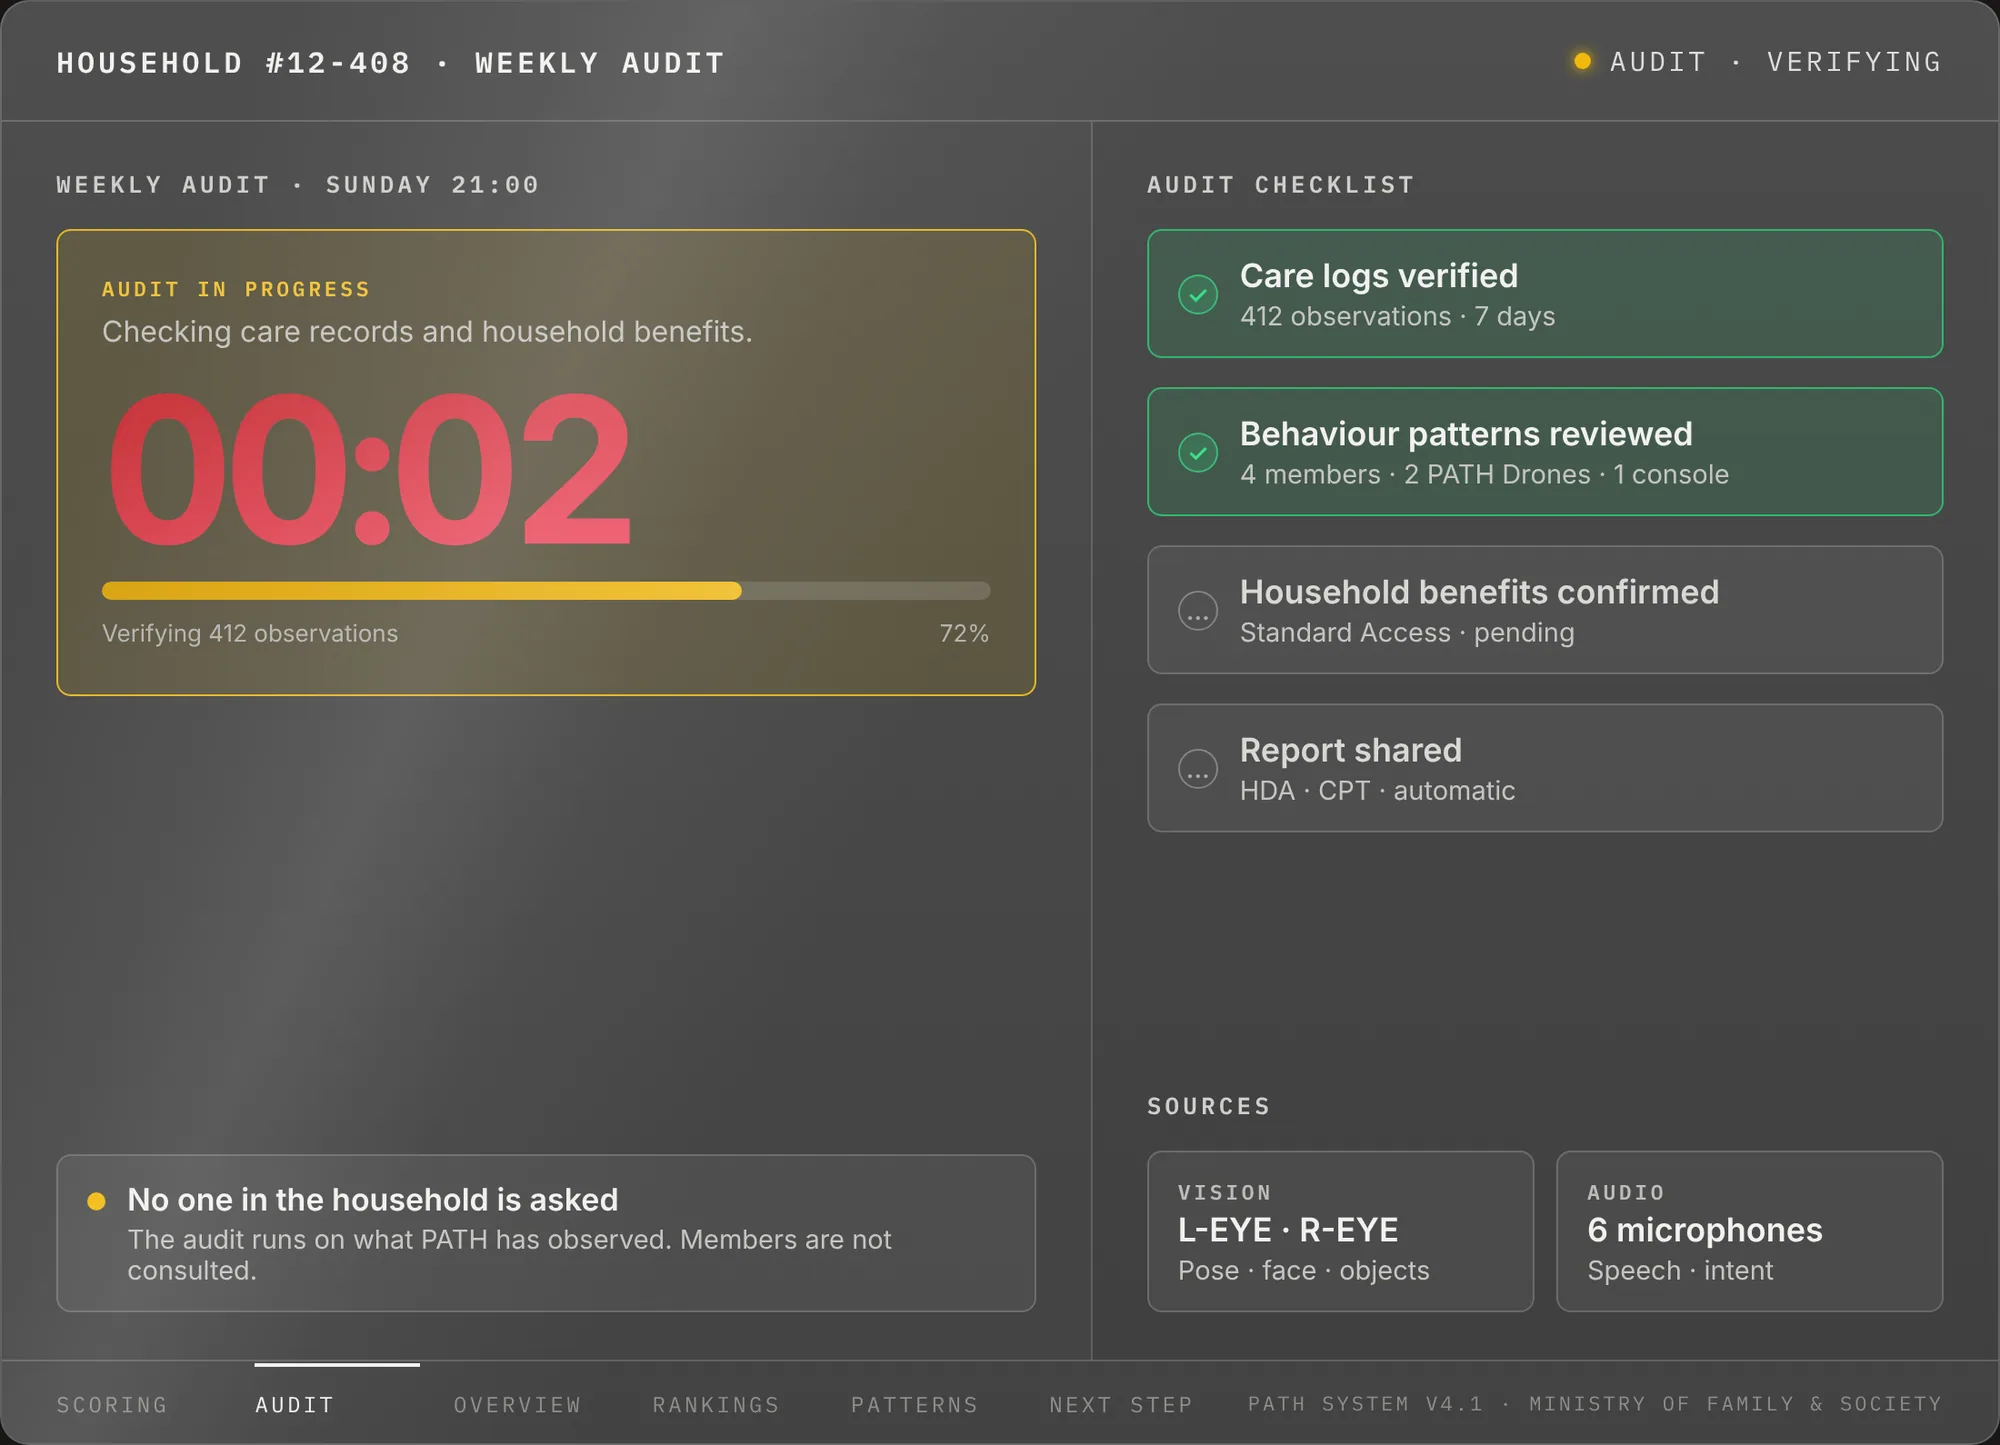 HOUSEHOLD #12-408 · WEEKLY AUDIT
AUDIT · VERIFYING
WEEKLY AUDIT · SUNDAY 21:00
AUDIT IN PROGRESS
Checking care records and household benefits.
00:02
Verifying 412 observations
72%
No one in the household is asked
The audit runs on what PATH has observed. Members are not
consulted.
AUDIT CHECKLIST
Care logs verified
412 observations · 7 days
Behaviour patterns reviewed
4 members · 2 PATH Drones · 1 console
Household benefits confirmed
Standard Access · pending
Report shared
HDA · CPT · automatic
SOURCES
VISION
L-EYE · R-EYE
Pose · face · objects
AUDIO
6 microphones
Speech · intent
SCORING
AUDIT
OVERVIEW
RANKINGS
PATTERNS
NEXT STEP
PATH SYSTEM V4.1 · MINISTRY OF FAMILY & SOCIETY